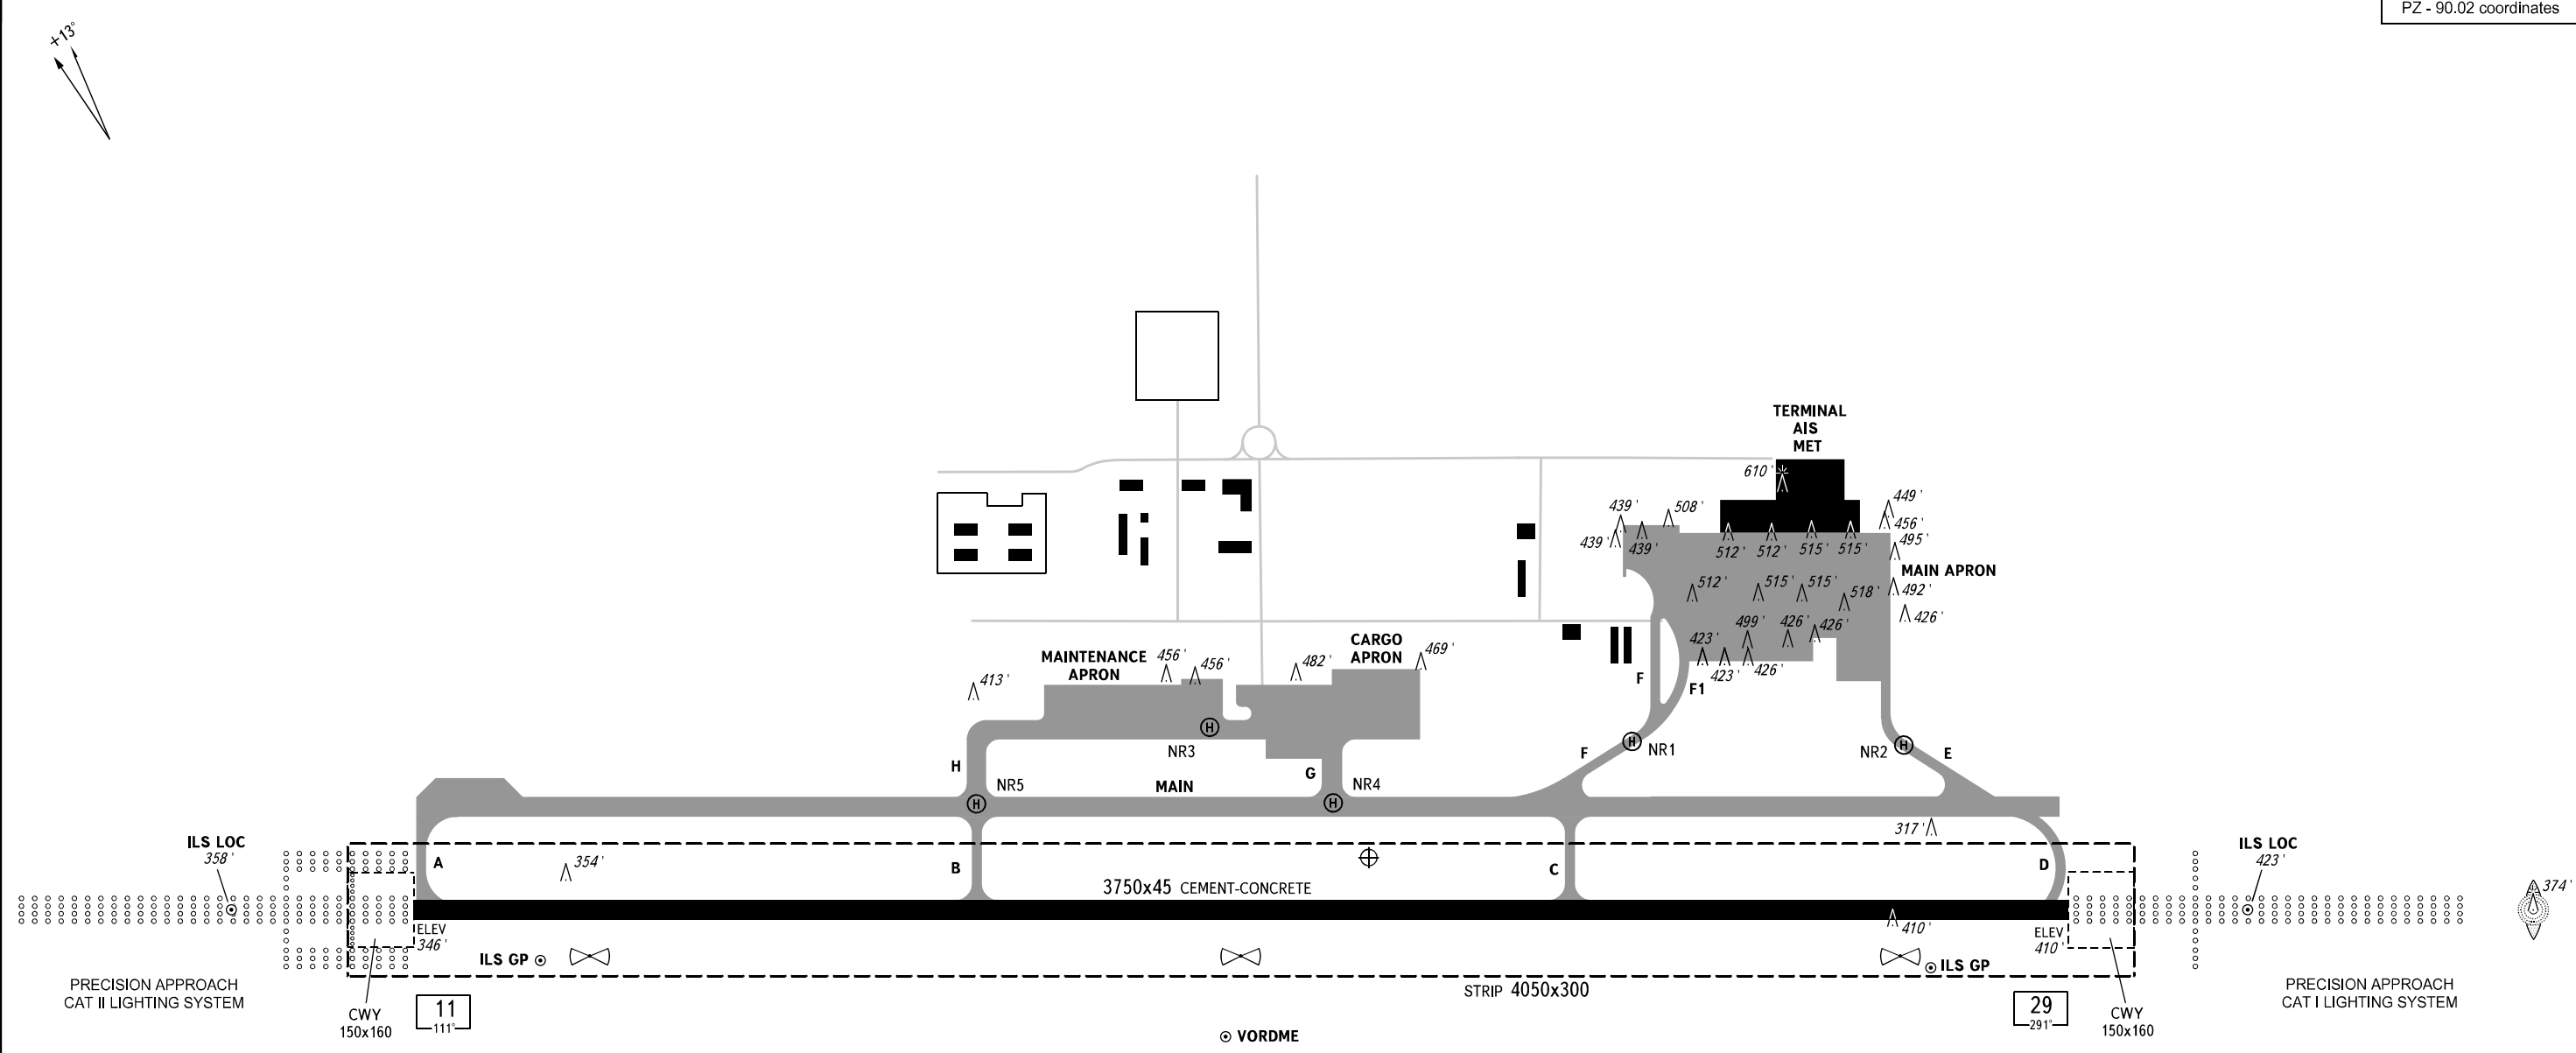 PZ - 90.02 coordinates
+13°
TERMINAL
AIS
MET
610 '
449 '
439 '
508 '
456 '
439 '
439 '
512 '
512 '
515 '
515 '
495 '
MAIN APRON
512 '
515 '
515 '
518 '
492 '
426 '
499 '
426 '
426 '
423 '
423 '
426 '
CARGO
APRON
469 '
MAINTENANCE
APRON
456 '
456 '
482 '
413 '
F
F1
NR3
NR1
NR2
E
F
H
G
NR5
MAIN
NR4
317 '
ILS LOC
358 '
ILS LOC
423 '
A
354 '
B
C
D
3750x45 CEMENT-CONCRETE
374 '
ELEV
346 '
410 '
ELEV
410 '
ILS GP
ILS GP
PRECISION APPROACH
CAT II LIGHTING SYSTEM
PRECISION APPROACH
CAT I LIGHTING SYSTEM
STRIP 4050x300
11
111°
29
291°
CWY
150x160
CWY
150x160
VORDME
H
H
H
H
H